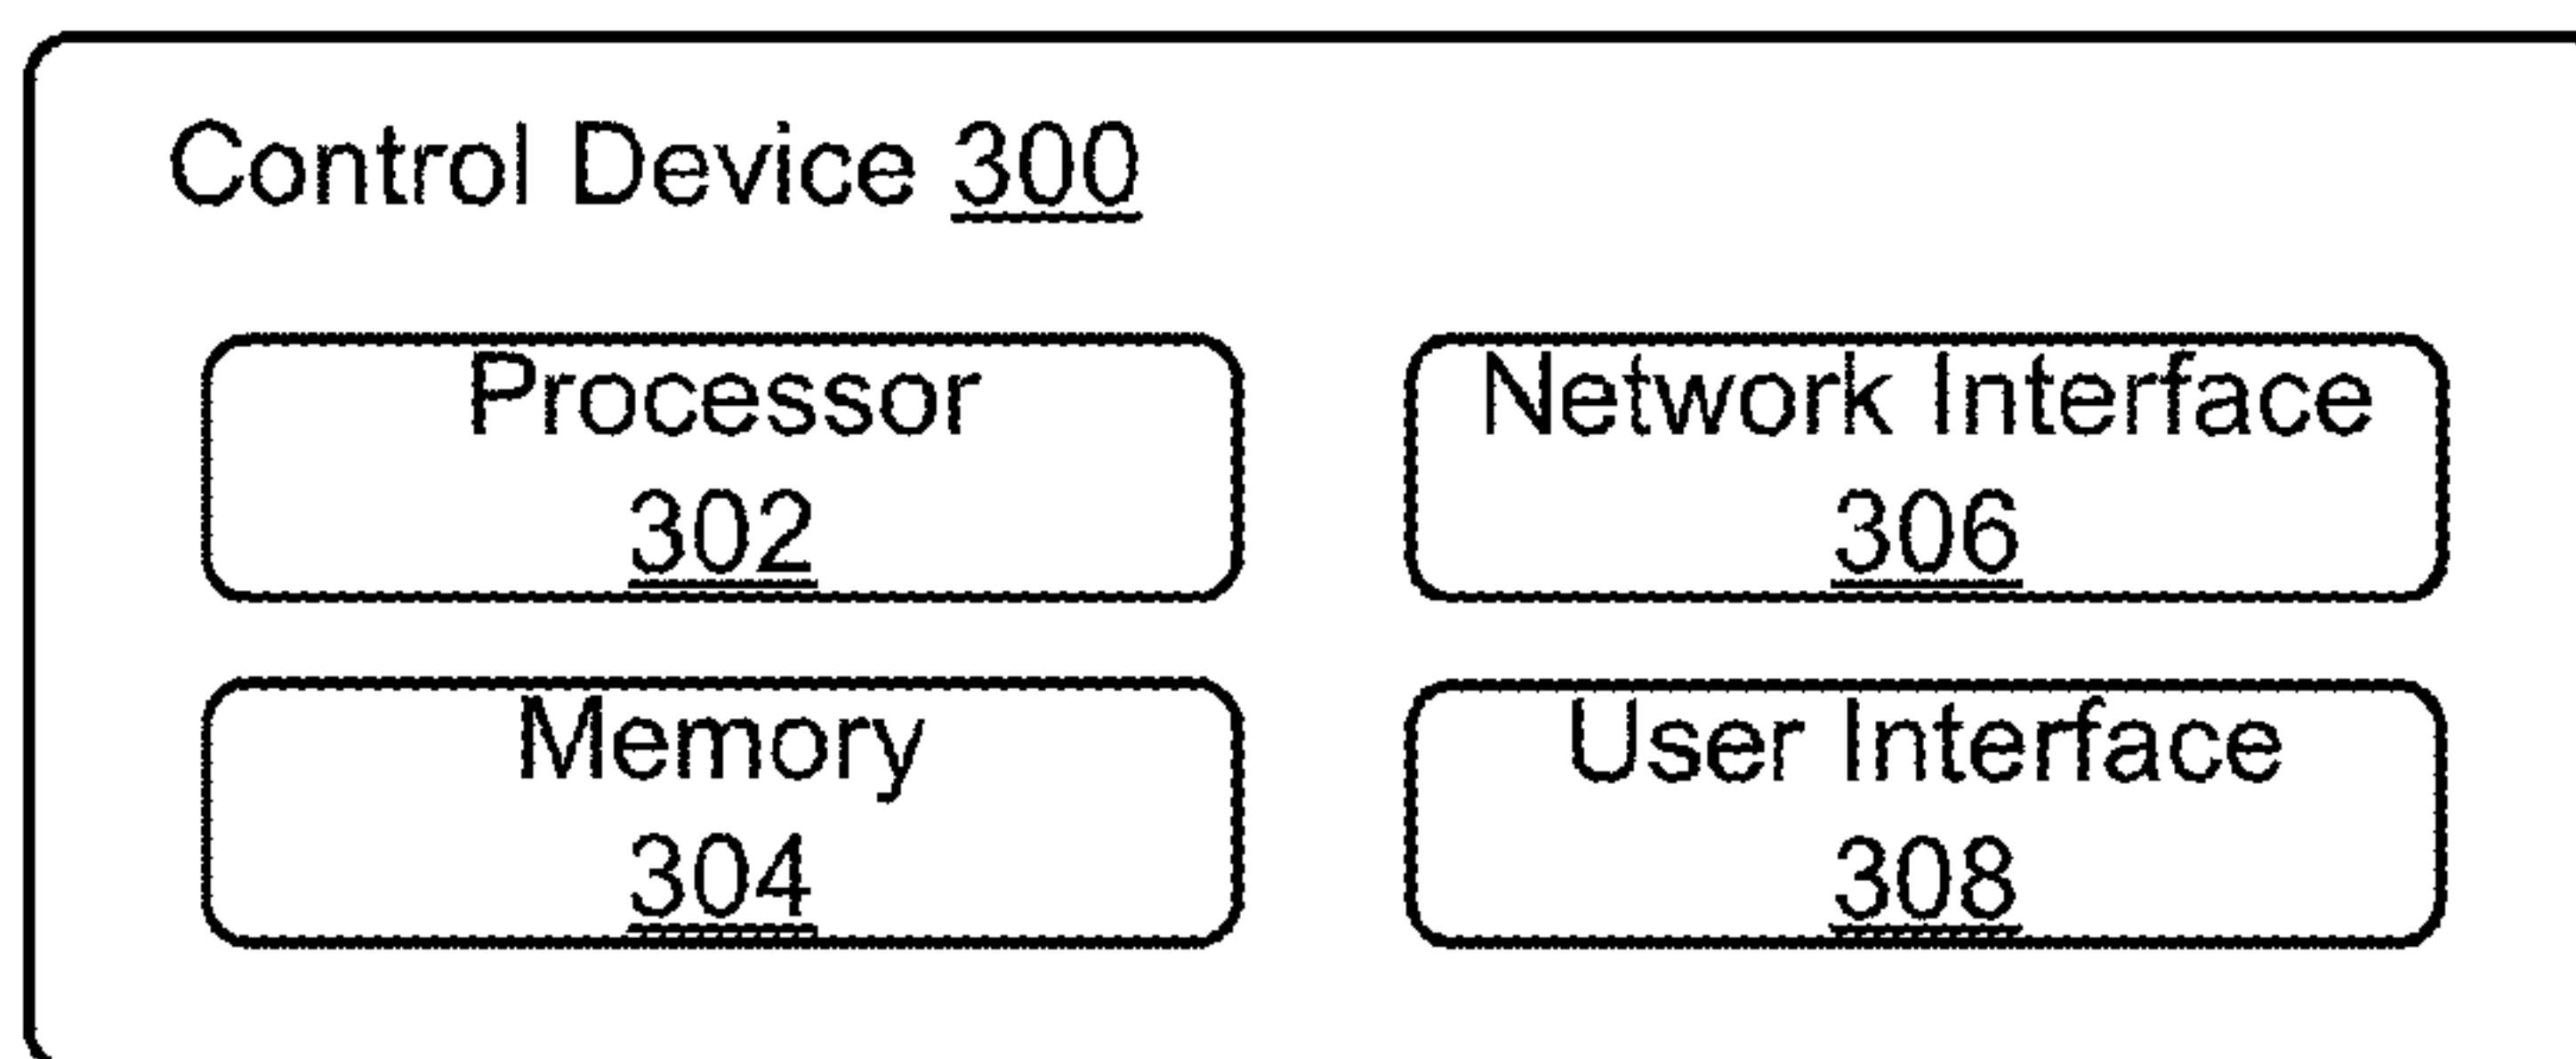 Control Device 300
Processor
302
Network Interface
306
Memory
304
User Interface
308